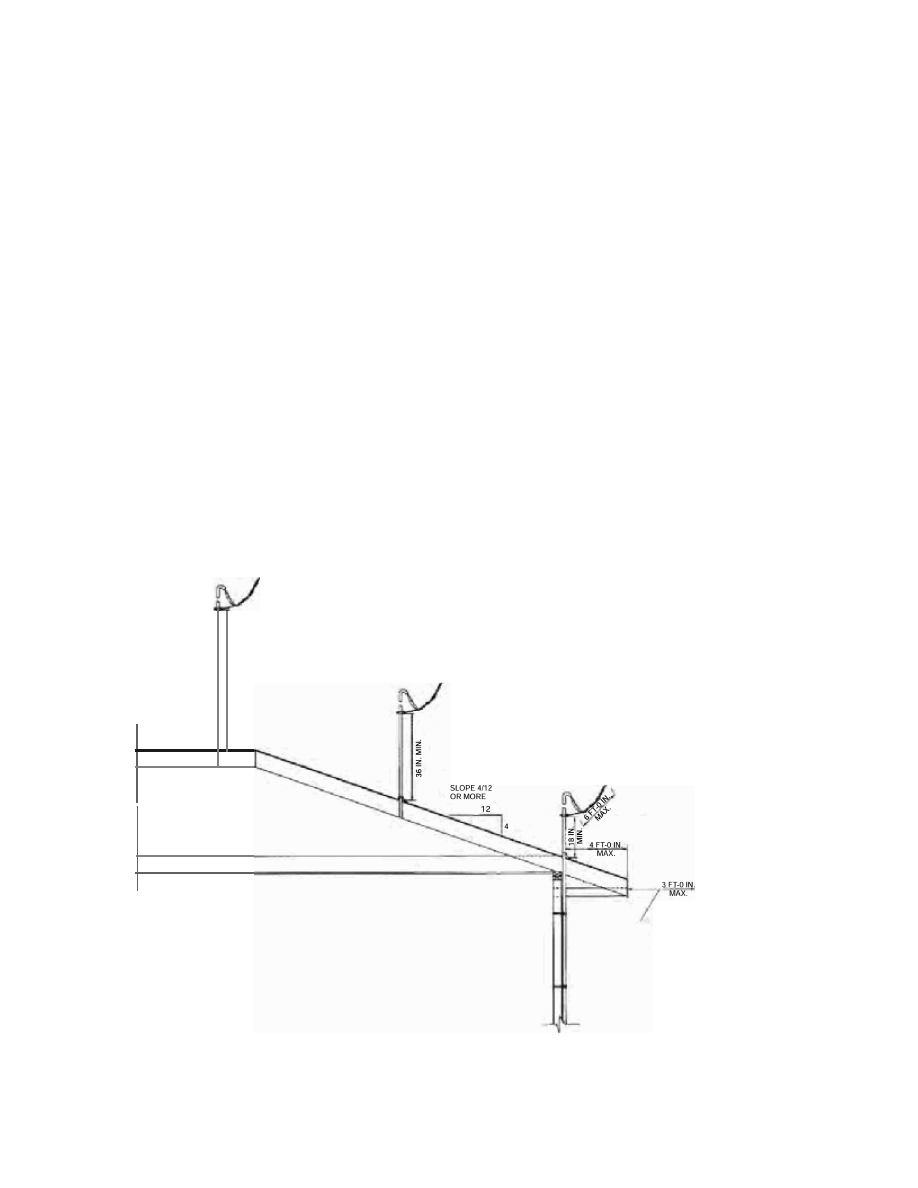 36 IN. MIN.
SLOPE 4/12
OR MORE
12
4
6 FT-0 IN.
MAX.
18 IN.
MIN.
4 FT-0 IN.
MAX.
3 FT-0 IN.
MAX.